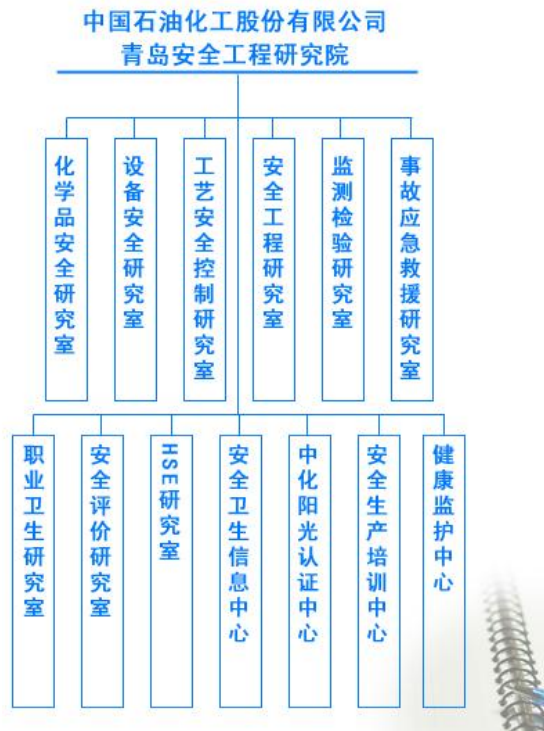 中国石油化工股份有限公司
青岛安全工程研究院
化学品安全研究室
设备安全研究室
工艺安全控制研究室
安全工程研究室
监测检验研究室
事故应急救援研究室
职业卫生研究室
安全评价研究室
HSE研究室
安全卫生信息中心
中化阳光认证中心
安全生产培训中心
健康监护中心